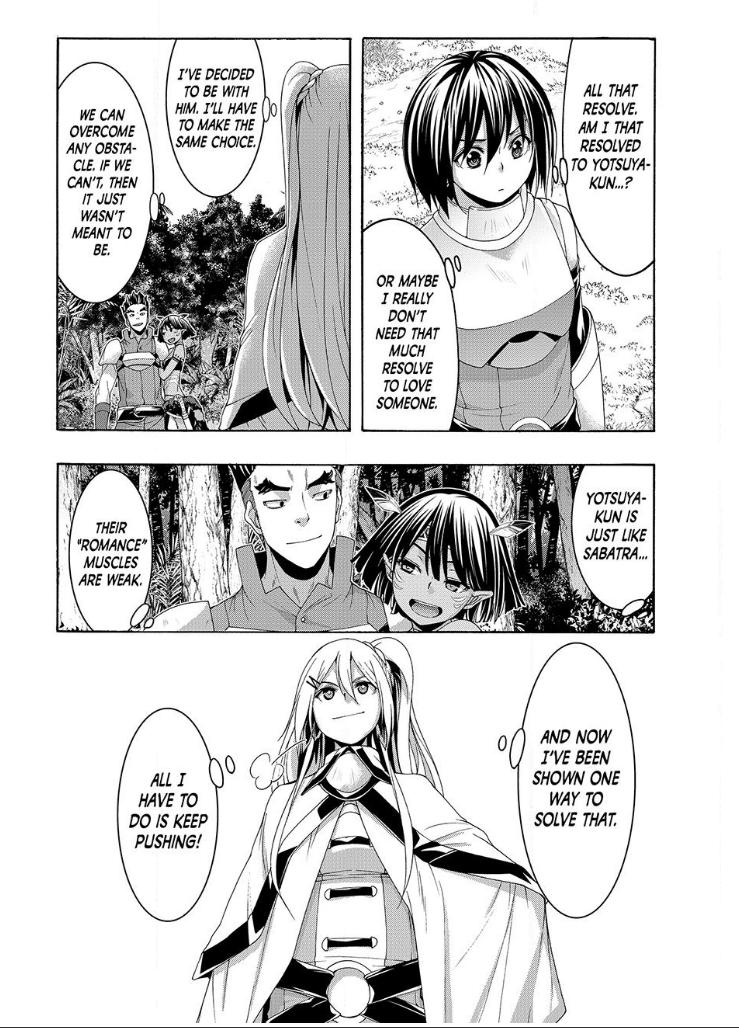 ALL THAT
RESOLVE.
AM I THAT
RESOLVED
TO YOTSUYA-
KUN...?
OR MAYBE
I REALLY
DON'T
NEED THAT
MUCH
RESOLVE
TO LOVE
SOMEONE.
I'VE DECIDED
TO BE WITH
HIM. I'LL HAVE
TO MAKE THE
SAME CHOICE.
WE CAN
OVERCOME
ANY OBSTA-
CLE. IF WE
CAN'T, THEN
IT JUST
WASN'T
MEANT TO
BE.
YOTSUYA-
KUN IS
JUST LIKE
SABATRA...
THEIR
"ROMANCE"
MUSCLES
ARE WEAK.
AND NOW
I'VE BEEN
SHOWN ONE
WAY TO
SOLVE THAT.
ALL I
HAVE TO
DO IS KEEP
PUSHING!